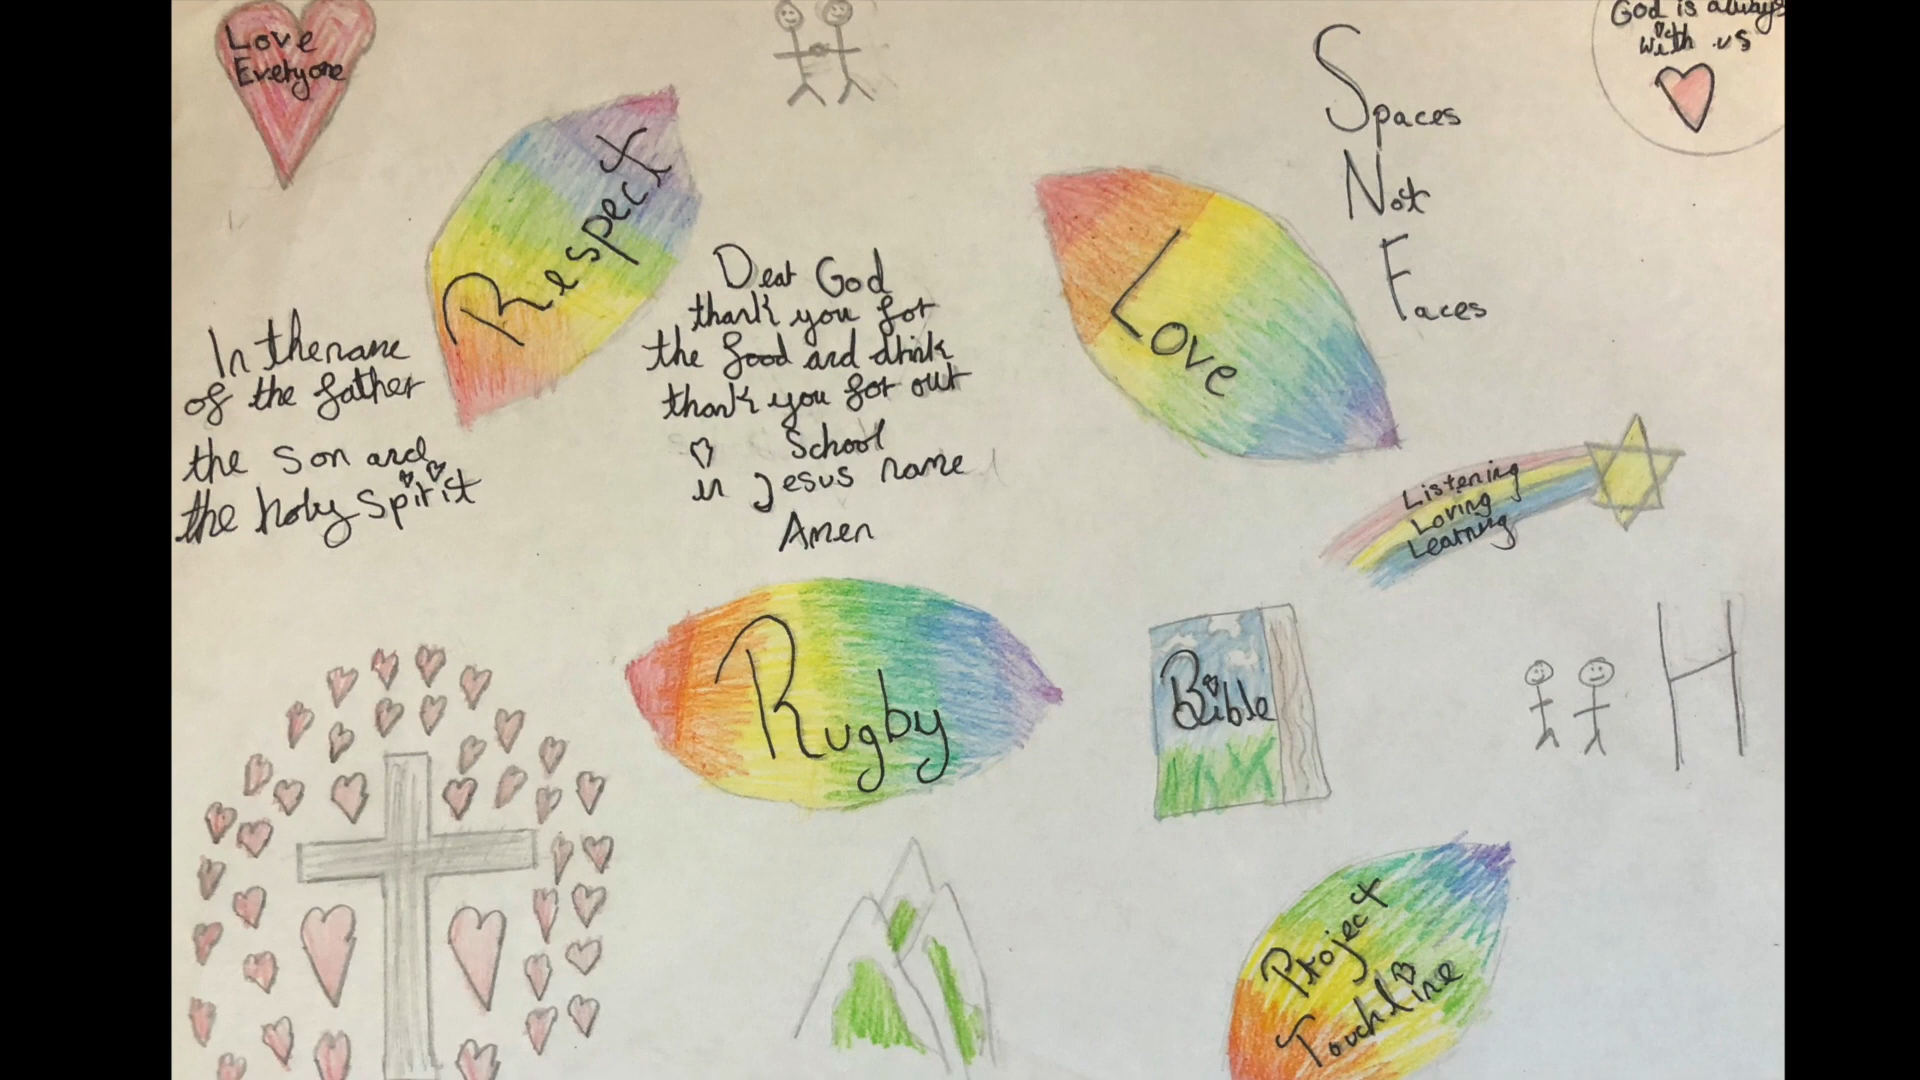 Love
Everyone
God is always
with us
Spaces
Not
Faces
Respect
Love
Dear God
thank you for
the food and drink
thank you for our
School
in Jesus name
Amen
In the name
of the father
the son and
the holy spirit
Listening
Loving
Learning
Rugby
Bible
Project
Touchline